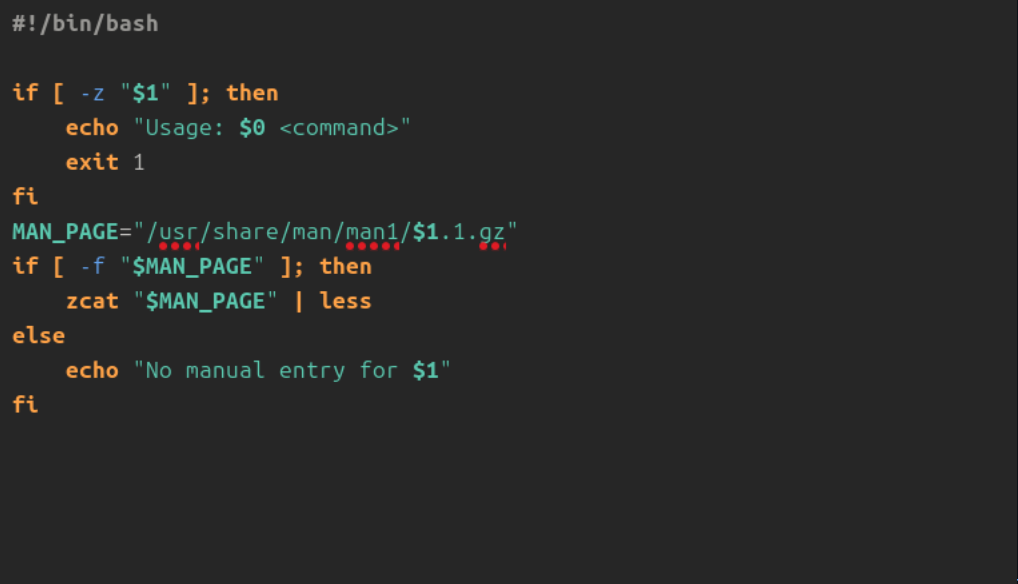 #!/bin/bash

if [ -z "$1" ]; then
    echo "Usage: $0 <command>"
    exit 1
fi
MAN_PAGE="/usr/share/man/man1/$1.1.gz"
if [ -f "$MAN_PAGE" ]; then
    zcat "$MAN_PAGE" | less
else
    echo "No manual entry for $1"
fi